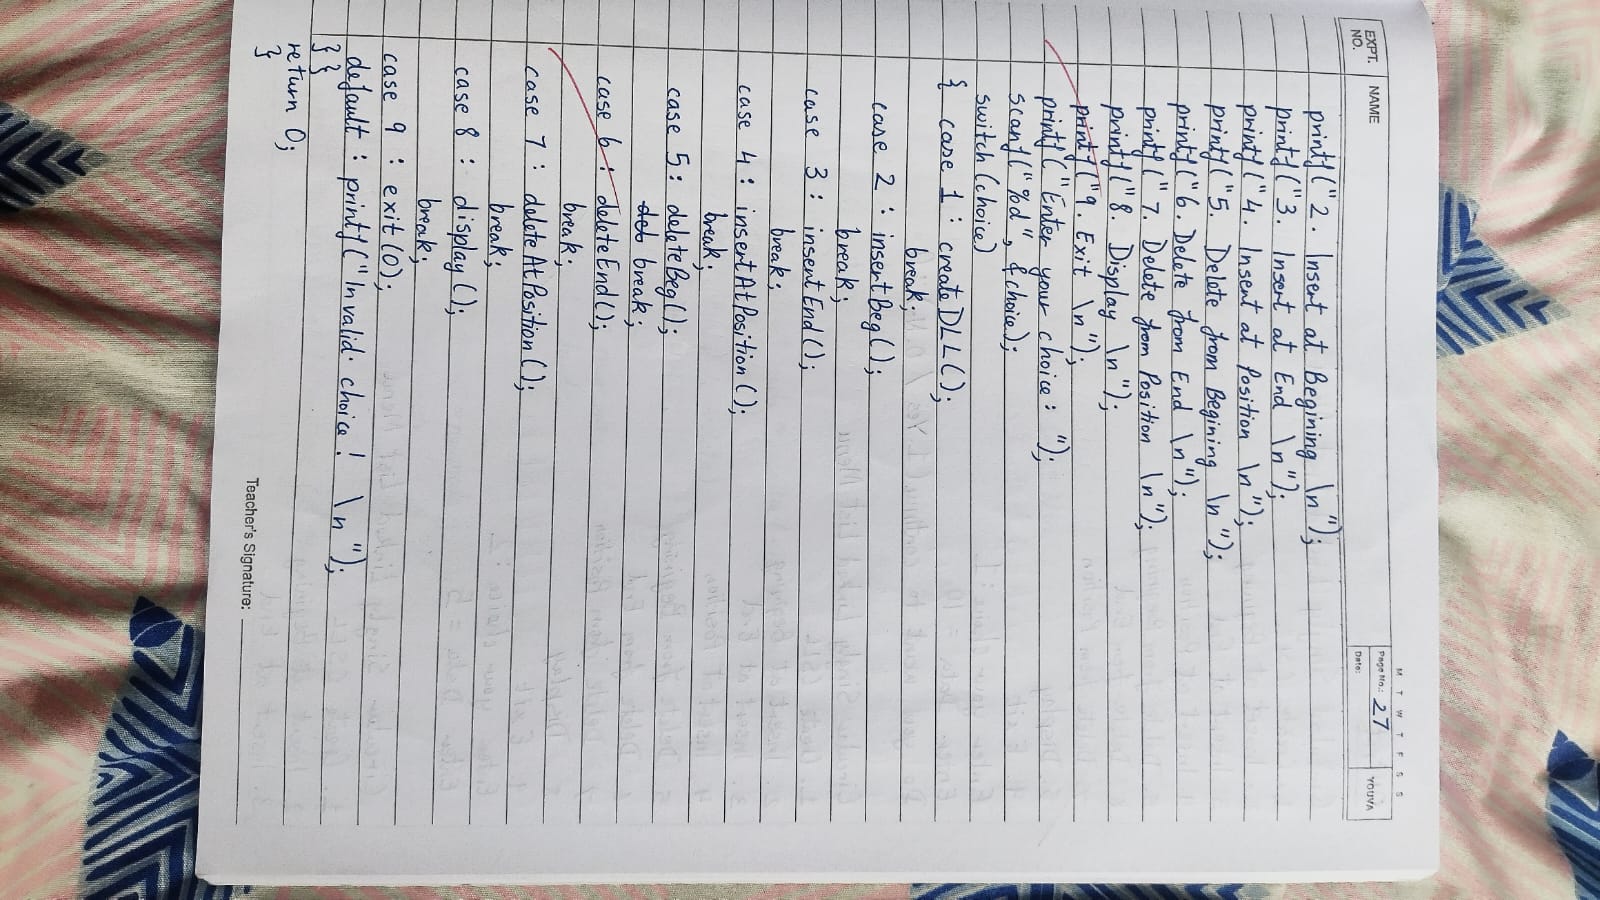 M T W T F S S
EXPT. NO.
NAME
Page No.: 27
Date:
YOUVA
printf("2. Insert at Begining \n");
printf("3. Insert at End \n");
printf("4. Insert at Position \n");
printf("5. Delete from Begining \n");
printf("6. Delete from End \n");
printf("7. Delete from Position \n");
printf("8. Display \n");
printf("9. Exit \n");
printf("Enter your choice: ");
scanf("%d", &choice);
switch (choice)
{ case 1 : createDLL();
break;
case 2 : insertBeg();
break;
case 3 : insertEnd();
break;
case 4 : insertAtPosition();
break;
case 5 : deleteBeg();
break;
case 6 : deleteEnd();
break;
case 7 : deleteAtPosition();
break;
case 8 : display();
break;
case 9 : exit(0);
default : printf("Invalid. choice! \n");
}}
return 0;
}
Teacher's Signature: